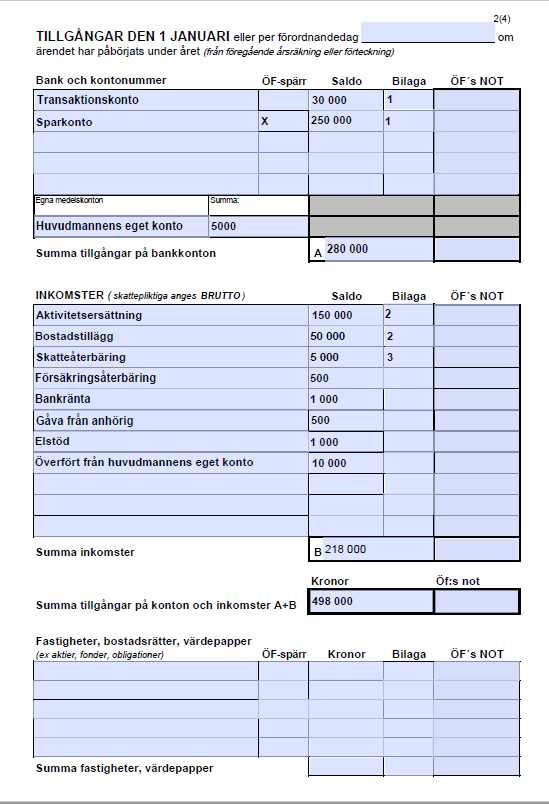 2(4)
TILLGÅNGAR DEN 1 JANUARI eller per förordnandedag om
ärendet har påbörjats under året (från föregående årsräkning eller förteckning)
Bank och kontonummer ÖF-spärr Saldo Bilaga ÖF´s NOT
Transaktionskonto 30 000 1
Sparkonto X 250 000 1
Egna medelskonton Summa:
Huvudmannens eget konto 5000
Summa tillgångar på bankkonton A 280 000
INKOMSTER ( skattepliktiga anges BRUTTO ) Saldo Bilaga ÖF´s NOT
Aktivitetsersättning 150 000 2
Bostadstillägg 50 000 2
Skatteåterbäring 5 000 3
Försäkringsåterbäring 500
Bankränta 1 000
Gåva från anhörig 500
Elstöd 1 000
Överfört från huvudmannens eget konto 10 000
Summa inkomster B 218 000
Kronor Öf:s not
Summa tillgångar på konton och inkomster A+B 498 000
Fastigheter, bostadsrätter, värdepapper
(ex aktier, fonder, obligationer) ÖF-spärr Kronor Bilaga ÖF´s NOT
Summa fastigheter, värdepapper